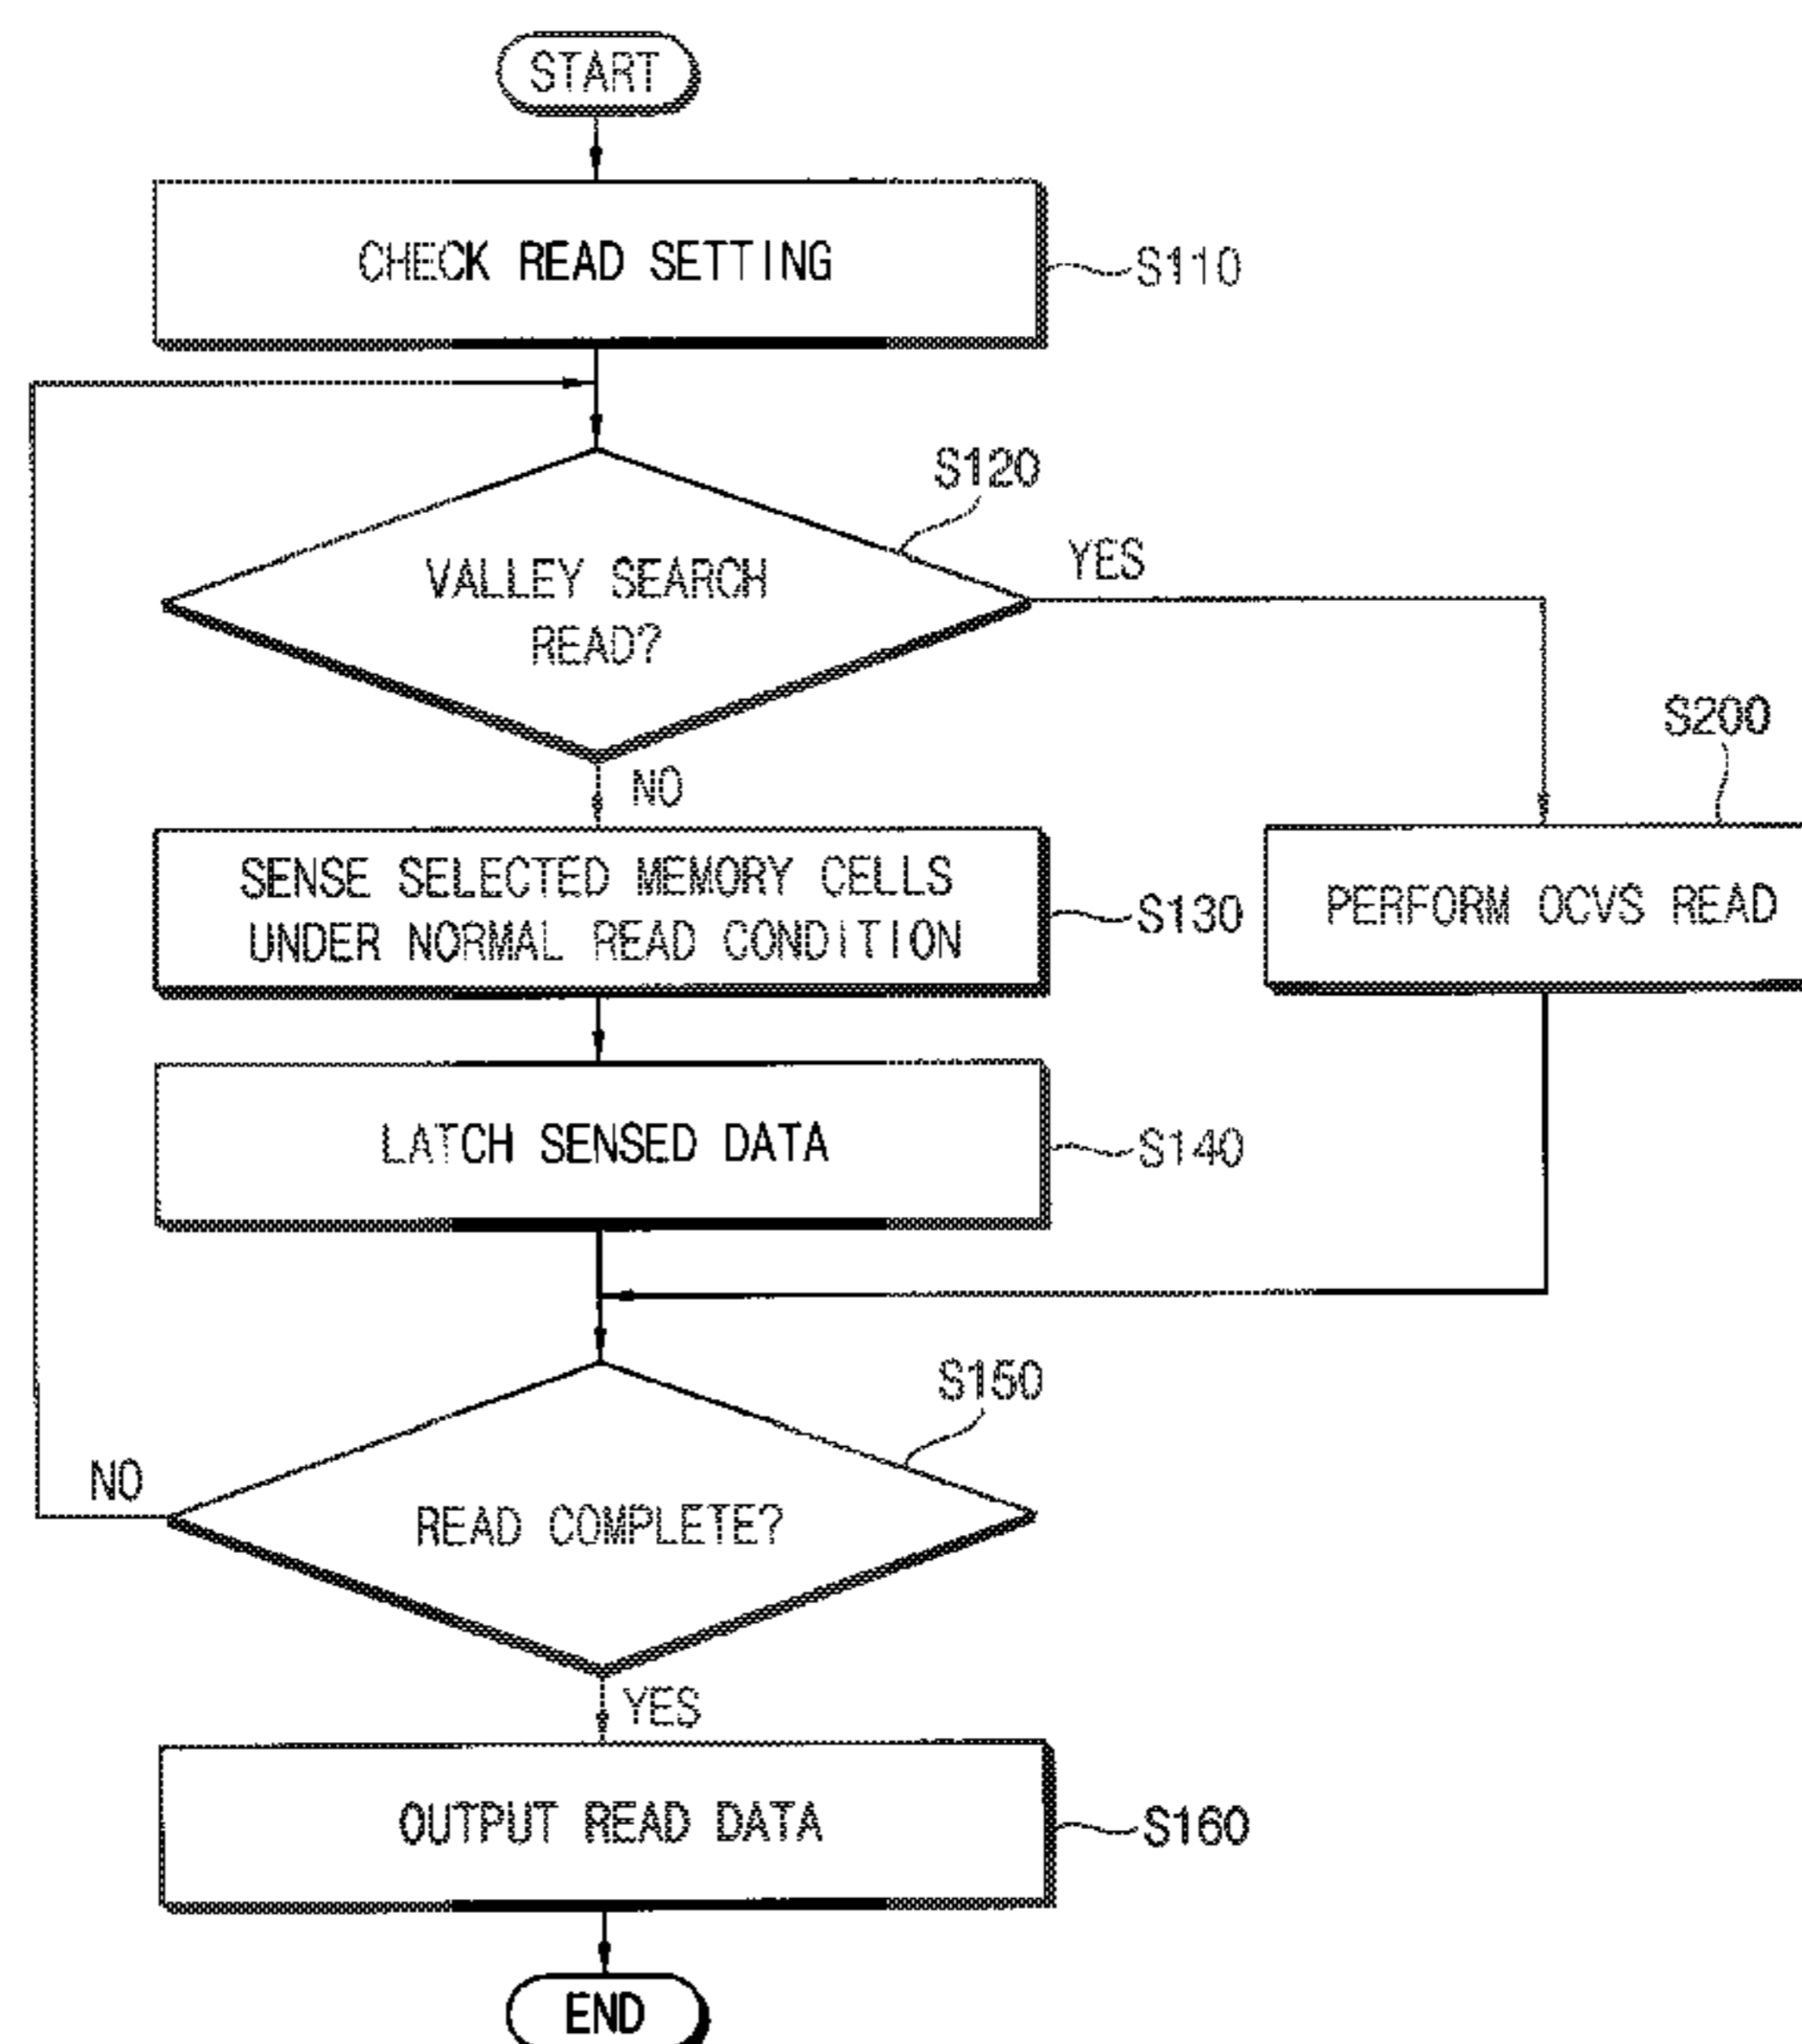 START
CHECK READ SETTING
S110
S120
VALLEY SEARCH
READ?
YES
NO
S200
SENSE SELECTED MEMORY CELLS
UNDER NORMAL READ CONDITION
S130
PERFORM OCVS READ
LATCH SENSED DATA
S140
S150
READ COMPLETE?
NO
YES
OUTPUT READ DATA
S160
END